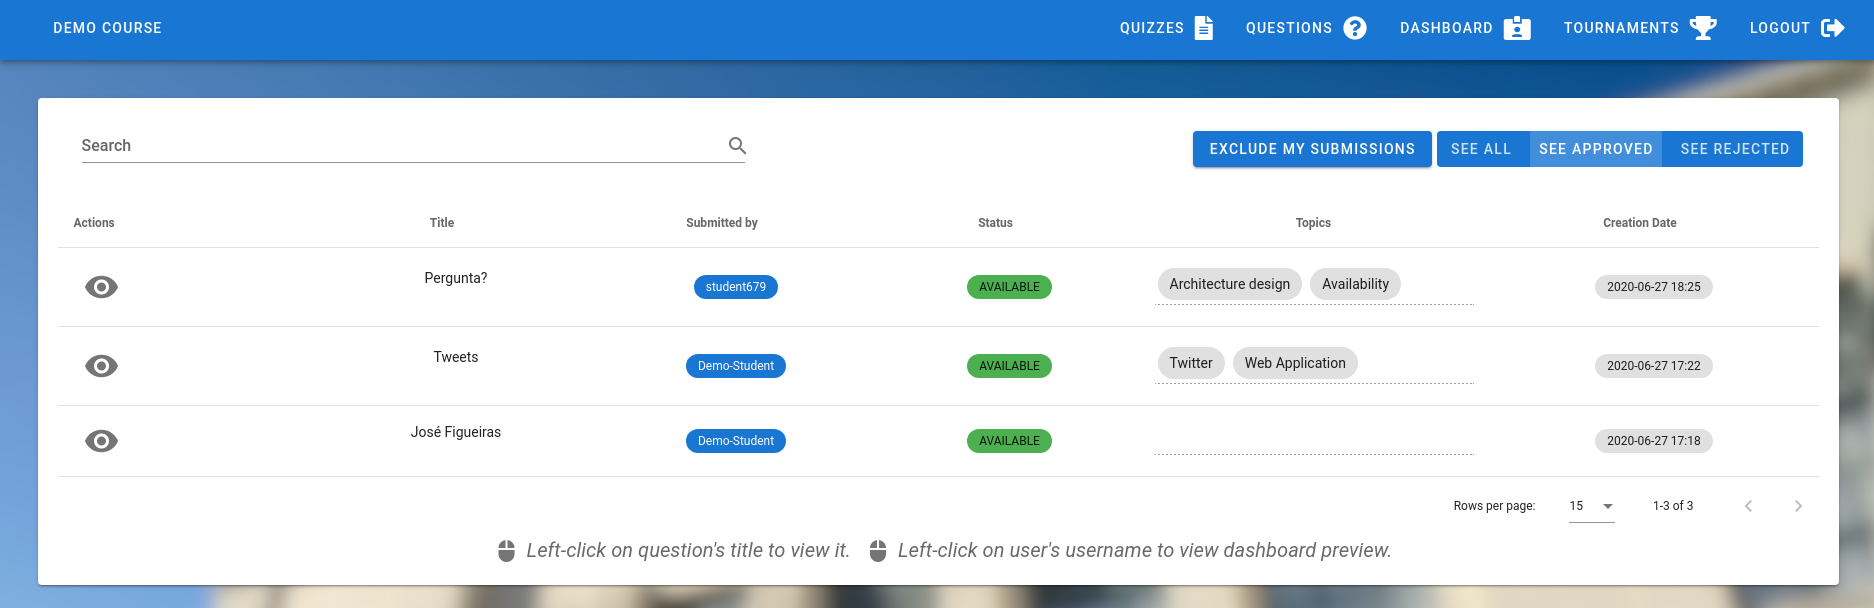 DEMO COURSE QUIZZES QUESTIONS DASHBOARD TOURNAMENTS LOGOUT
Search EXCLUDE MY SUBMISSIONS SEE ALL SEE APPROVED SEE REJECTED
Actions Title Submitted by Status Topics Creation Date
Pergunta? student679 AVAILABLE Architecture design Availability 2020-06-27 18:25
Tweets Demo-Student AVAILABLE Twitter Web Application 2020-06-27 17:22
José Figueiras Demo-Student AVAILABLE 2020-06-27 17:18
Rows per page: 15 1-3 of 3
Left-click on question's title to view it. Left-click on user's username to view dashboard preview.